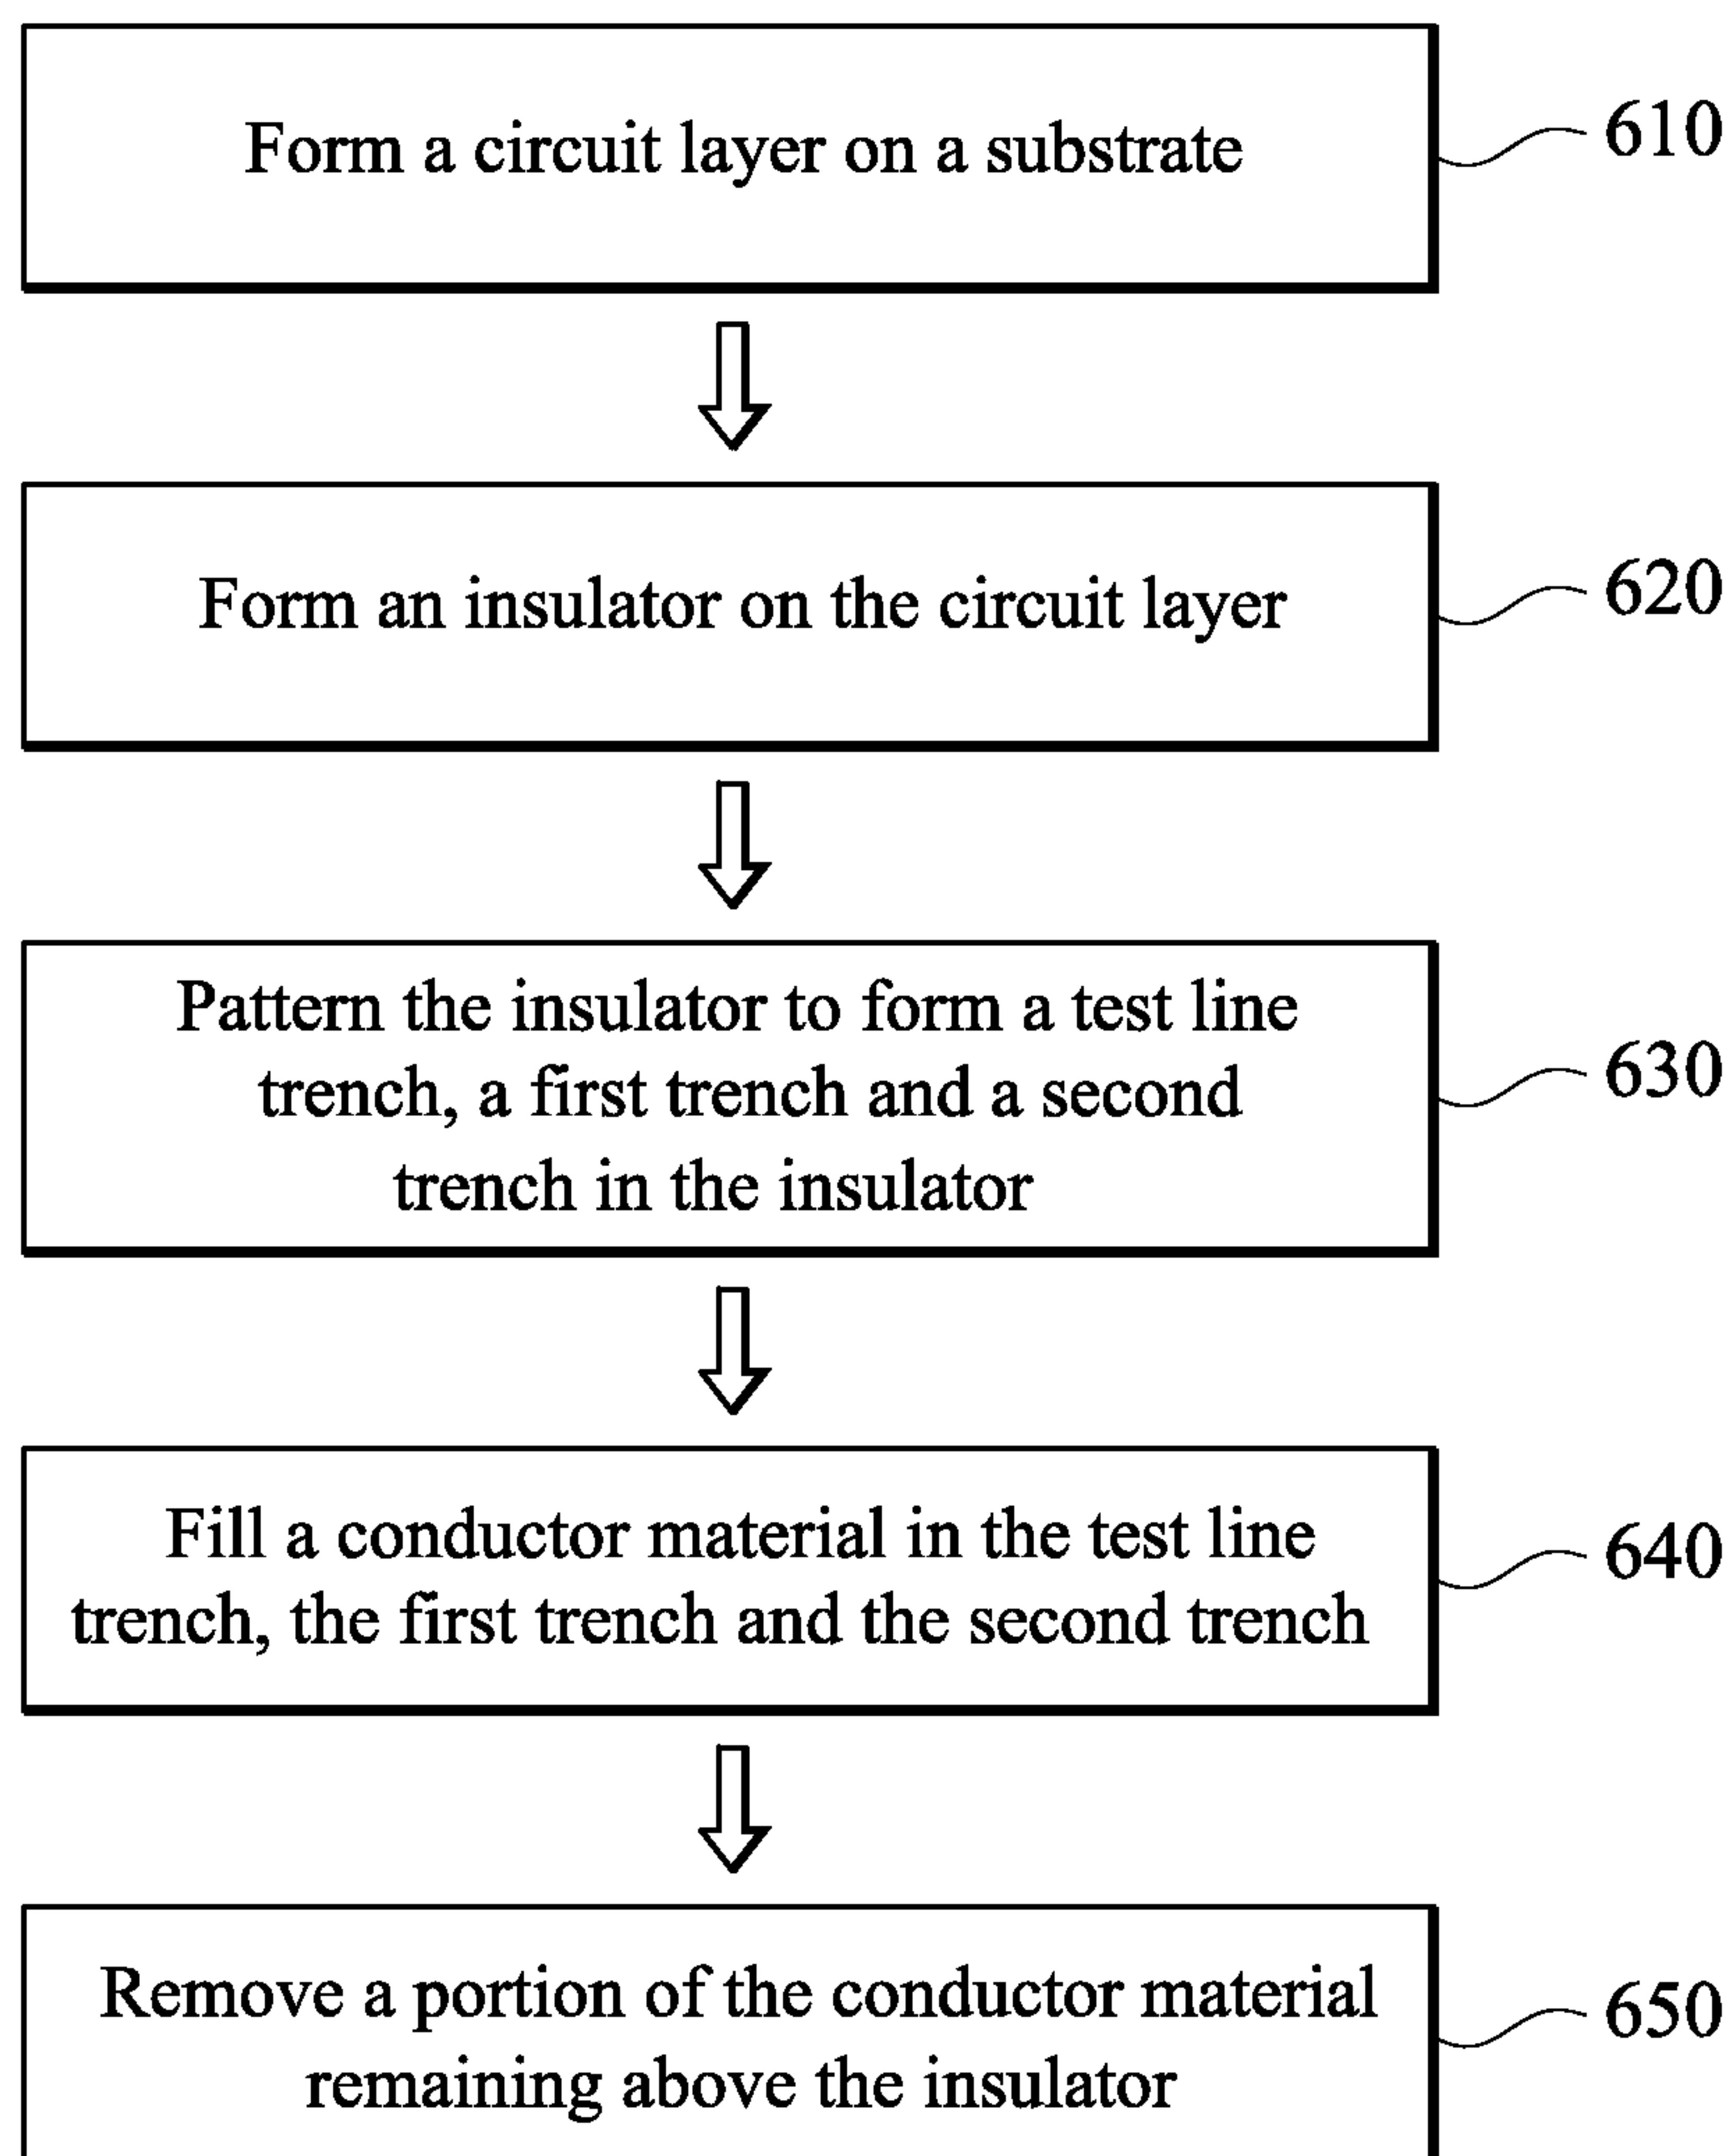 Form a circuit layer on a substrate
610
Form an insulator on the circuit layer
620
Pattern the insulator to form a test line
trench, a first trench and a second
trench in the insulator
630
Fill a conductor material in the test line
trench, the first trench and the second trench
640
Remove a portion of the conductor material
remaining above the insulator
650